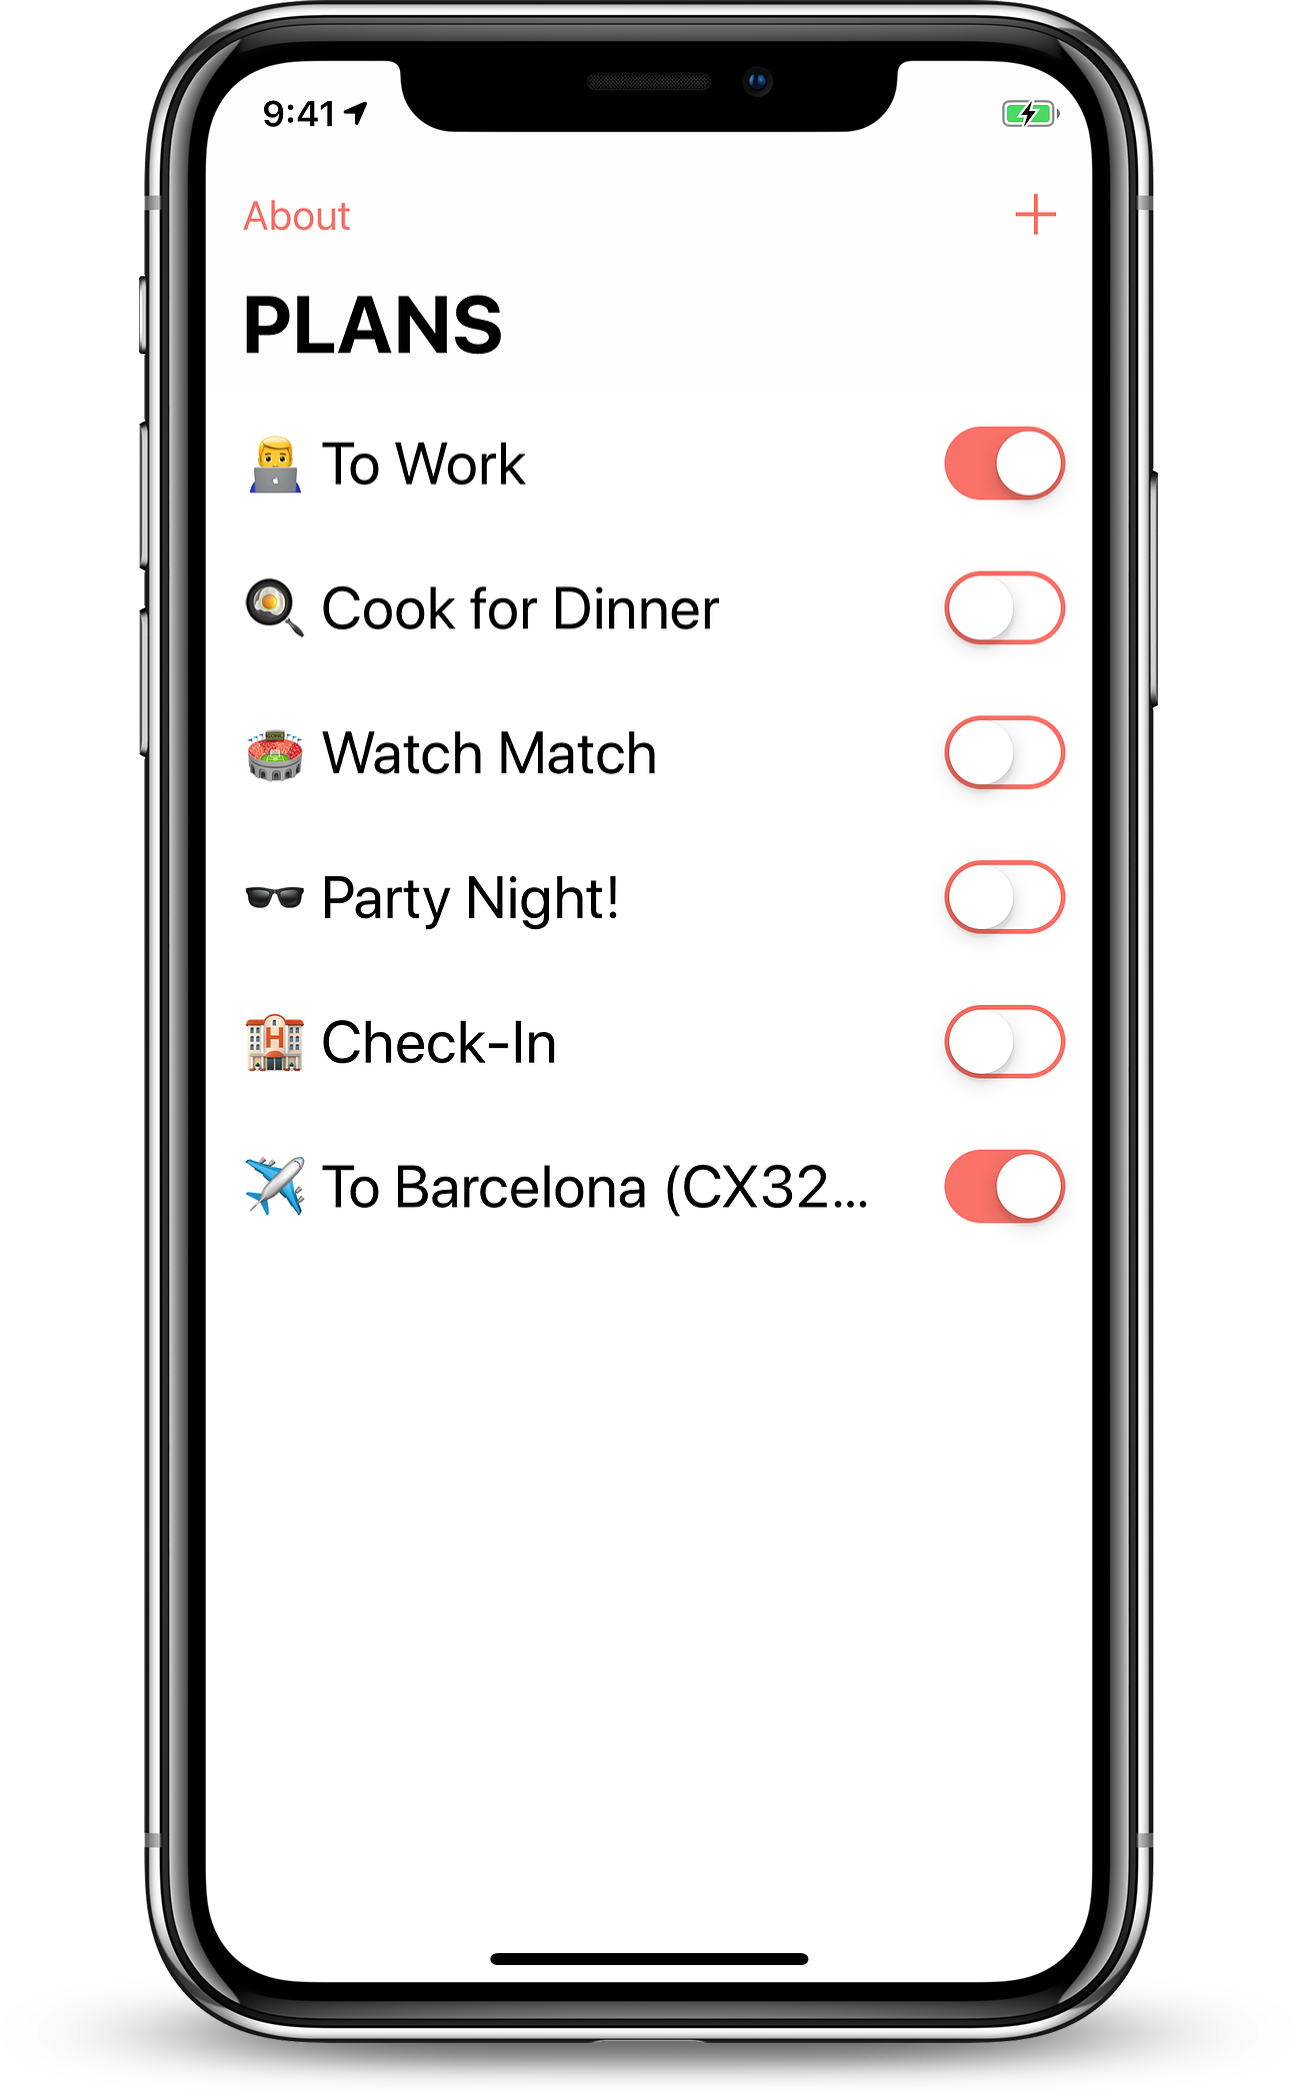 9:41
About
PLANS
👨‍💻 To Work
🍳 Cook for Dinner
🏟 Watch Match
🕶 Party Night!
🏨 Check-In
✈️ To Barcelona (CX32...